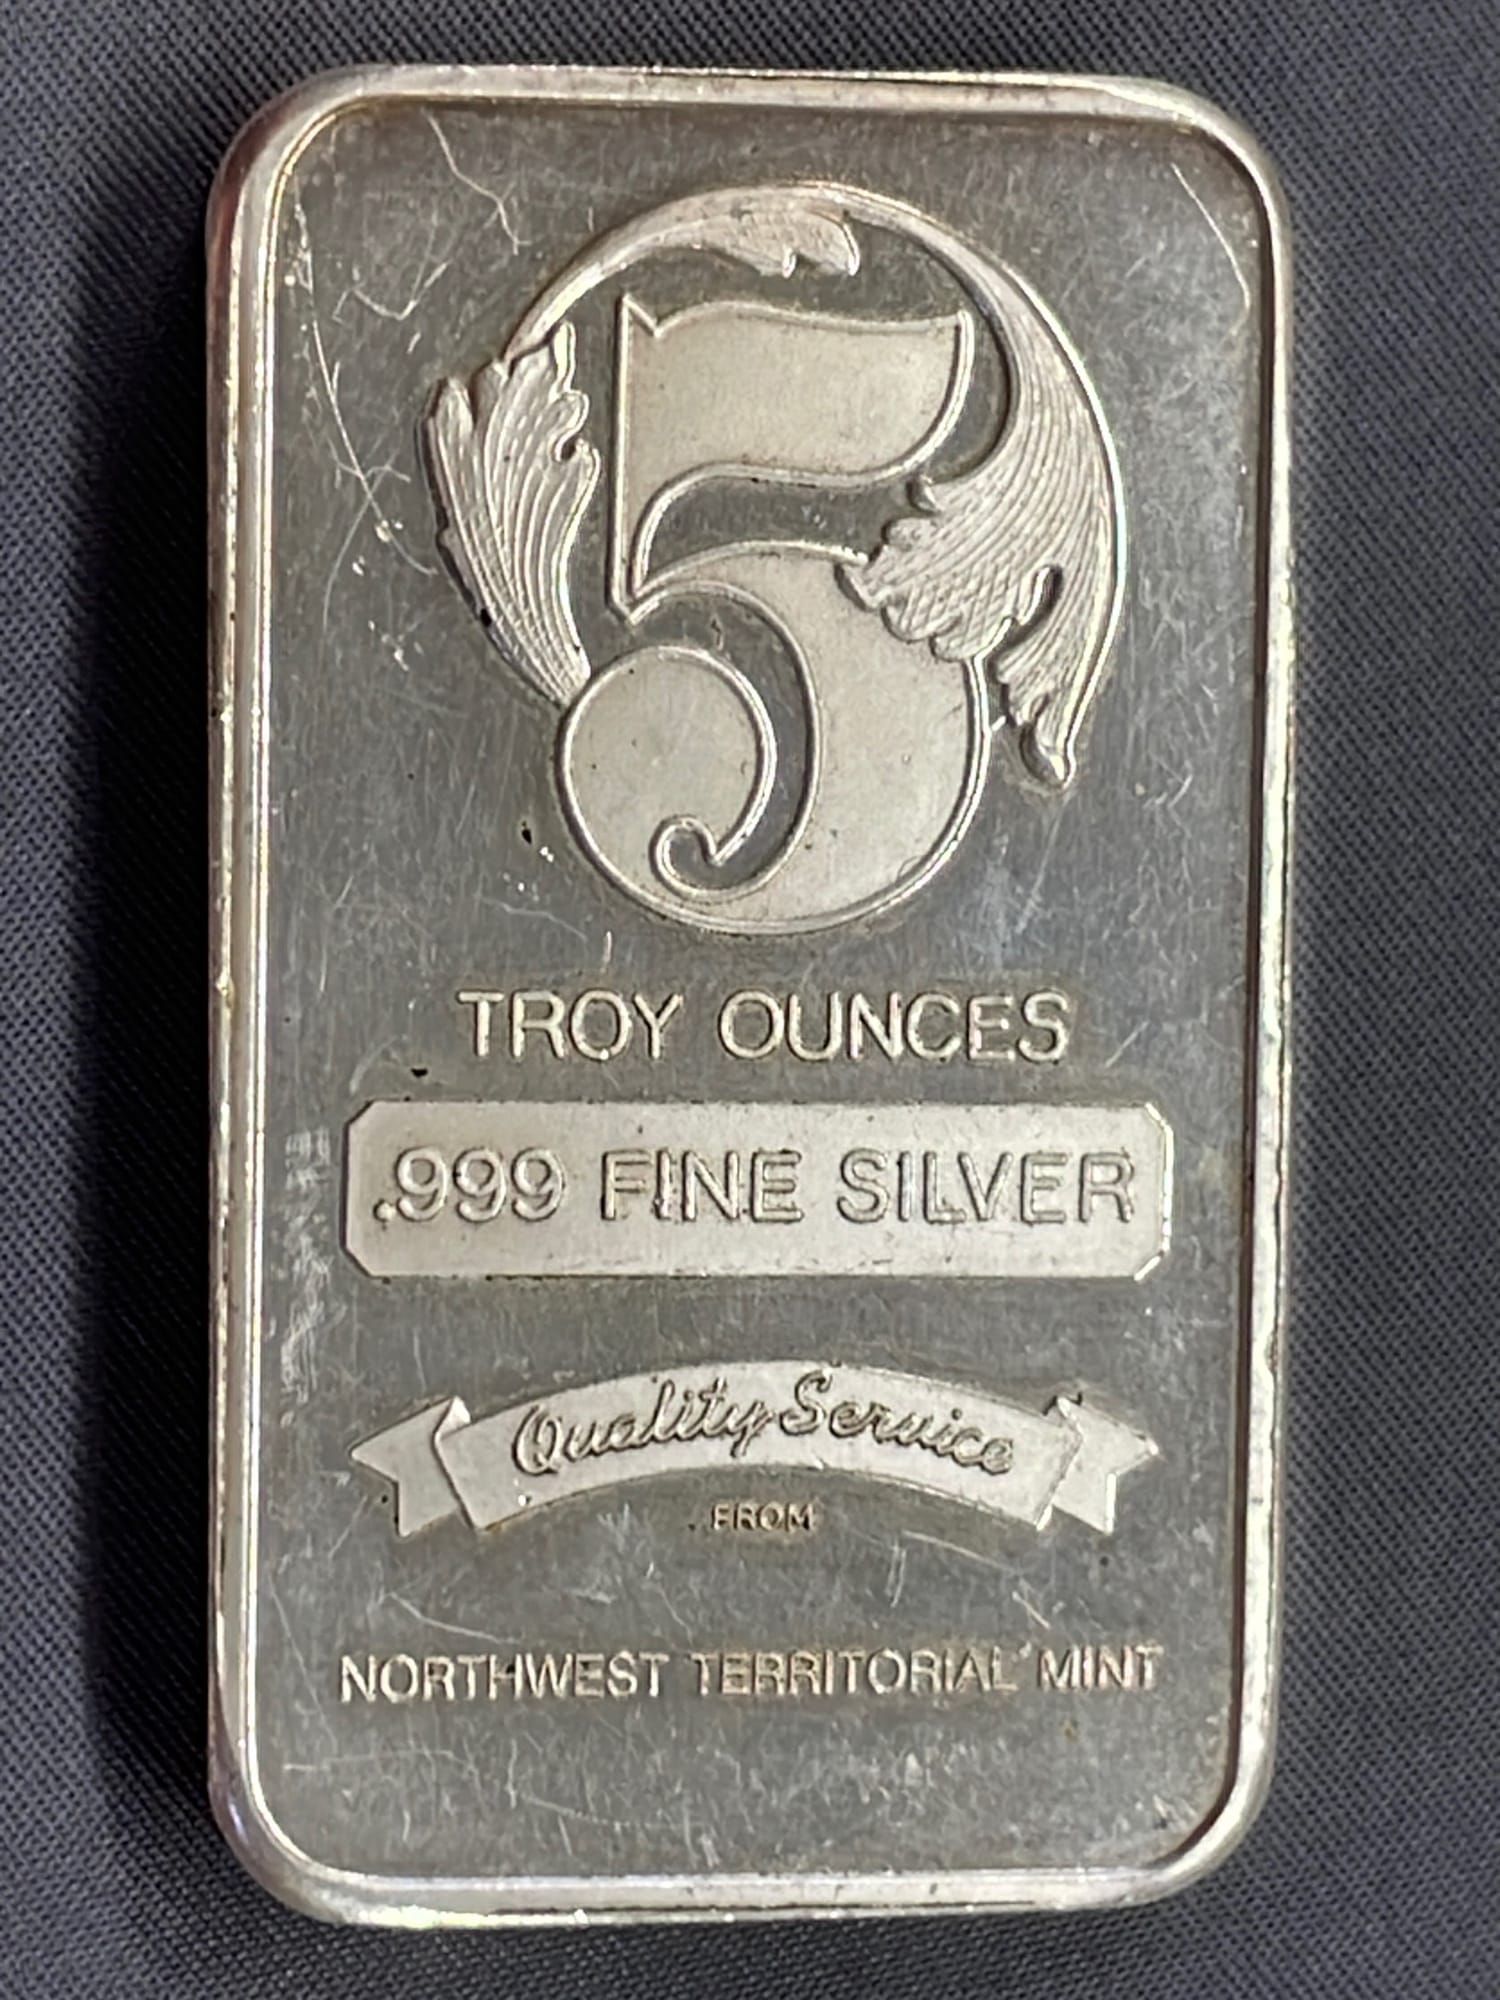 5
TROY OUNCES
.999 FINE SILVER
Quality Service
FROM
NORTHWEST TERRITORIAL MINT